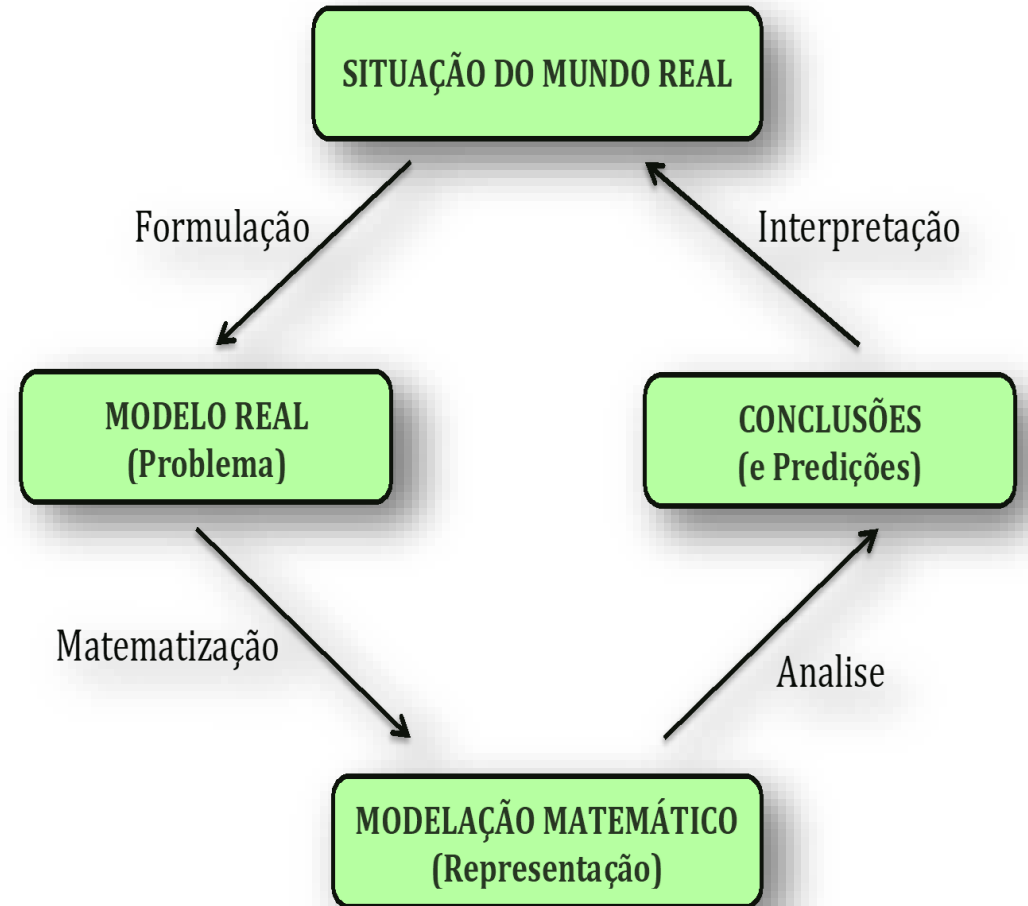 SITUAÇÃO DO MUNDO REAL
Formulação
Interpretação
MODELO REAL
(Problema)
CONCLUSÕES
(e Predições)
Matematização
Analise
MODELAÇÃO MATEMÁTICO
(Representação)